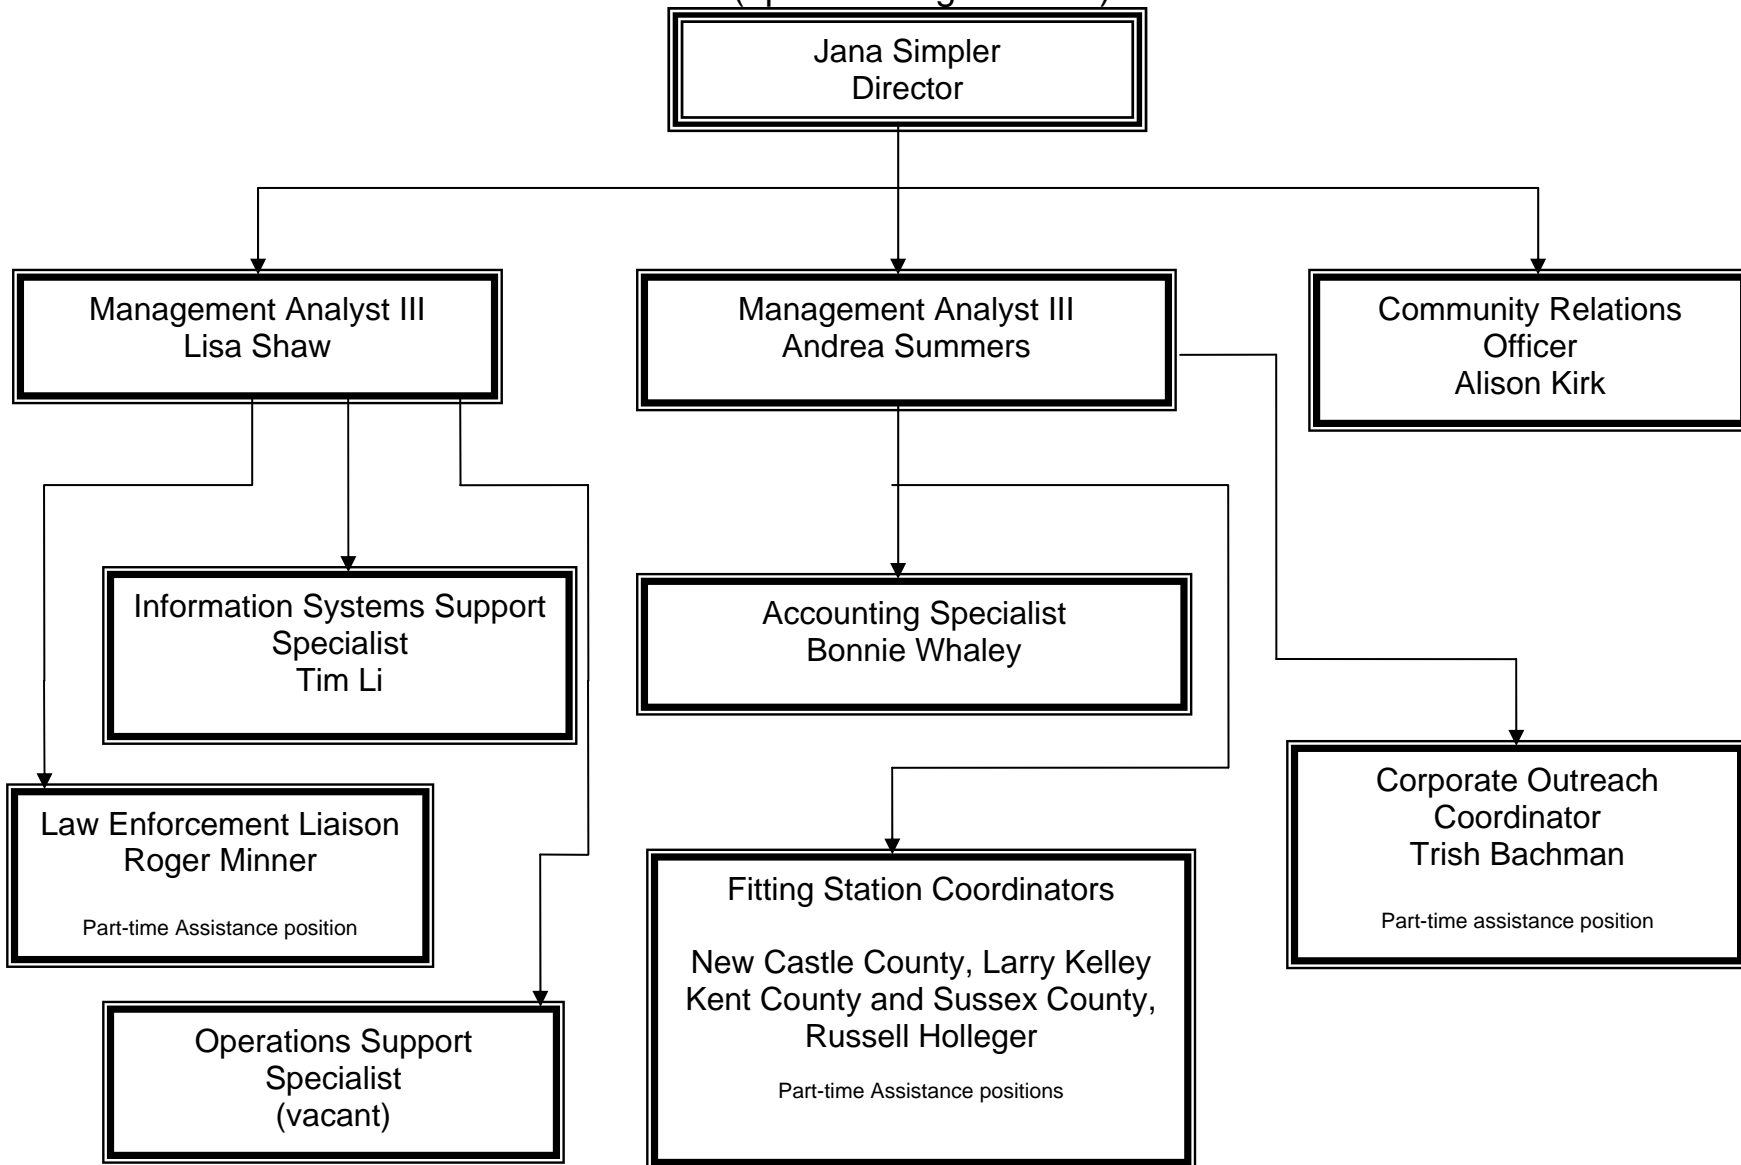 Jana Simpler
Director
Management Analyst III
Lisa Shaw
Management Analyst III
Andrea Summers
Community Relations
Officer
Alison Kirk
Information Systems Support
Specialist
Tim Li
Accounting Specialist
Bonnie Whaley
Law Enforcement Liaison
Roger Minner
Part-time Assistance position
Corporate Outreach
Coordinator
Trish Bachman
Part-time assistance position
Fitting Station Coordinators
New Castle County, Larry Kelley
Kent County and Sussex County,
Russell Holleger
Part-time Assistance positions
Operations Support
Specialist
(vacant)